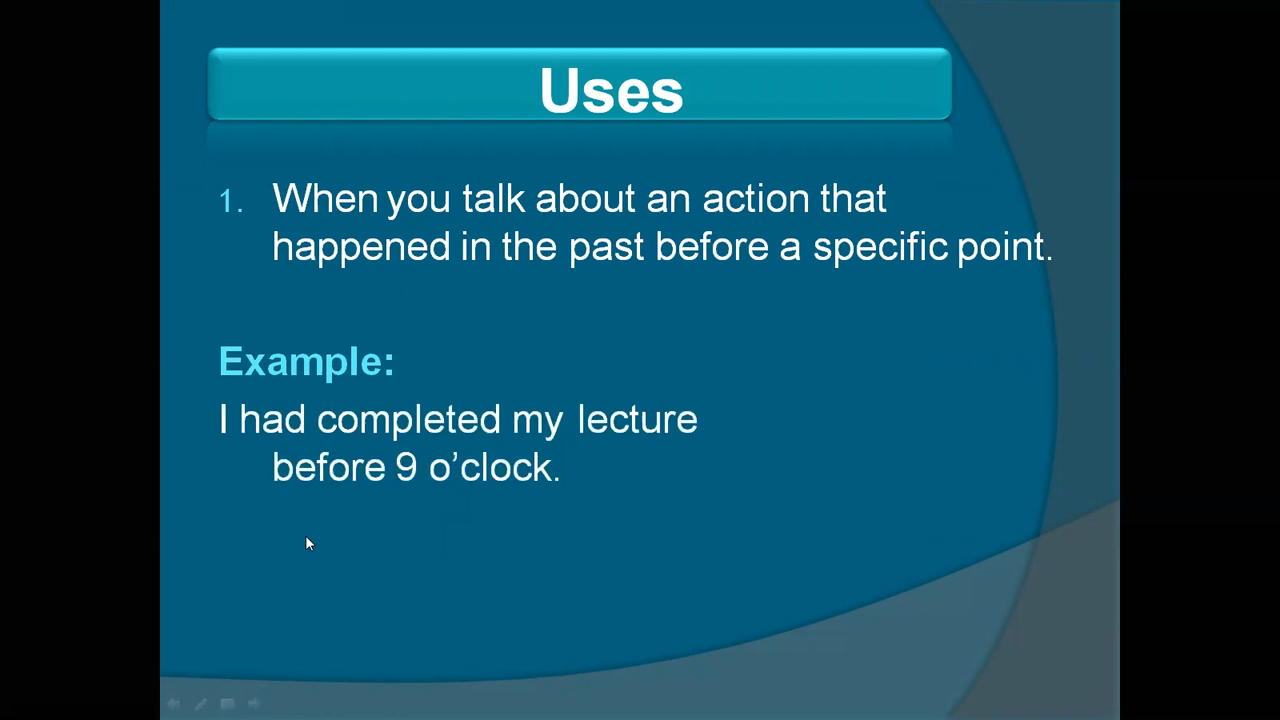 Uses
1. When you talk about an action that
happened in the past before a specific point.
Example:
I had completed my lecture
before 9 o’clock.